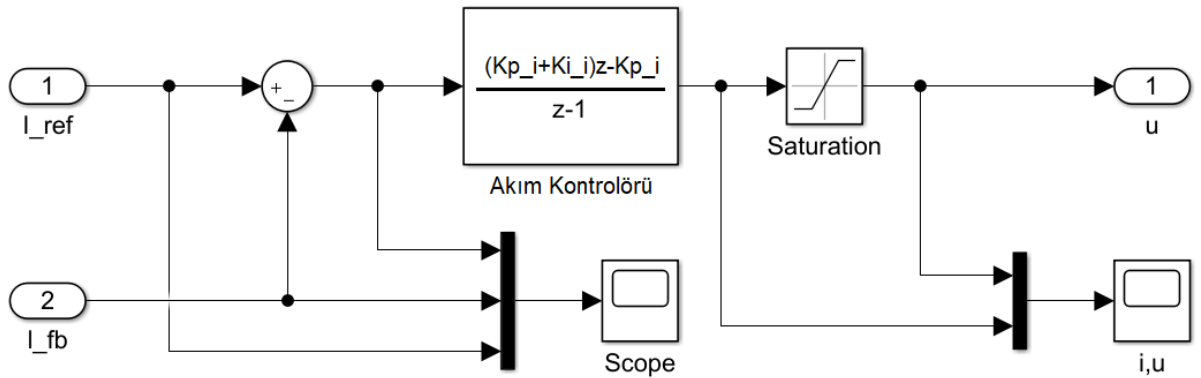 1
I_ref
+
_
(Kp_i+Ki_i)z-Kp_i
z-1
Akım Kontrolörü
Saturation
1
u
2
I_fb
Scope
i,u